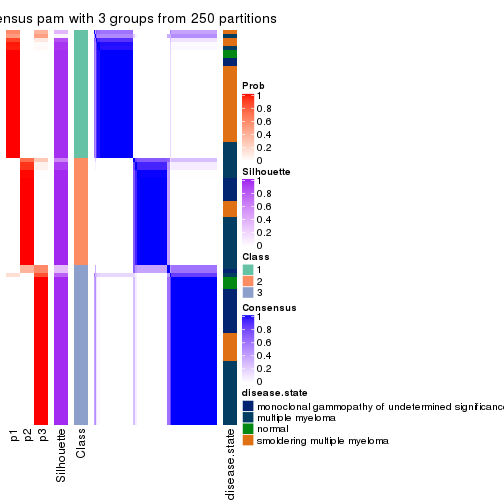 ensus pam with 3 groups from 250 partitions
Prob
1
0.8
0.6
0.4
0.2
0
Silhouette
1
0.8
0.6
0.4
0.2
0
Class
1
2
3
Consensus
1
0.8
0.6
0.4
0.2
0
disease.state
monoclonal gammopathy of undetermined significance
multiple myeloma
normal
smoldering multiple myeloma
p1
p2
p3
Silhouette
Class
disease.state